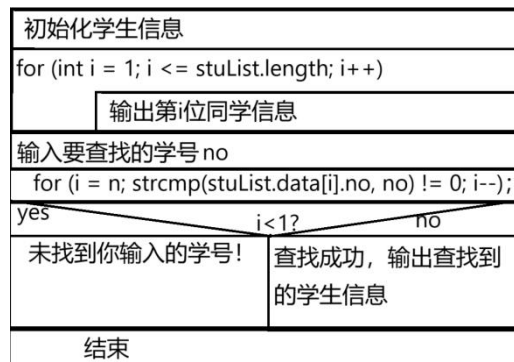 初始化学生信息
for (int i = 1; i <= stuList.length; i++)
输出第i位同学信息
输入要查找的学号no
for (i = n; strcmp(stuList.data[i].no, no) != 0; i--);
yes
i<1?
no
未找到你输入的学号！
查找成功，输出查找到
的学生信息
结束